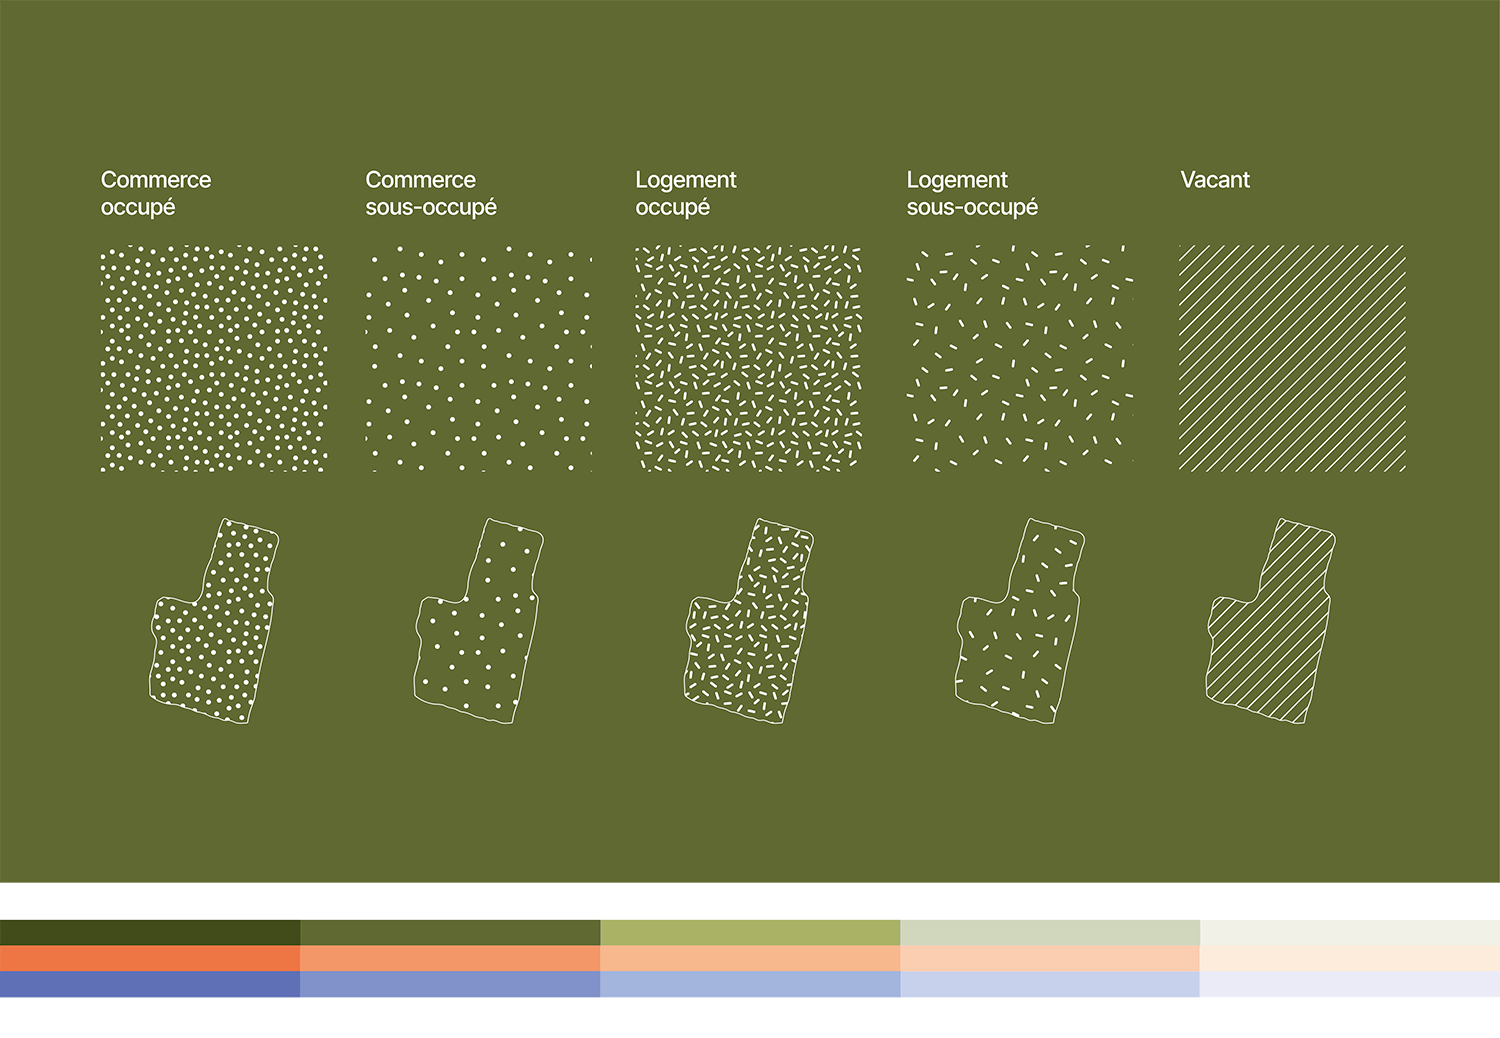 Commerce
occupé
Commerce
sous-occupé
Logement
occupé
Logement
sous-occupé
Vacant